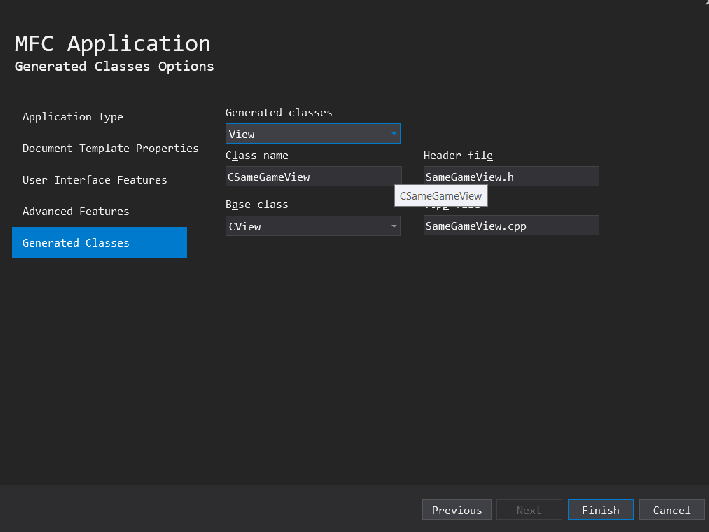 MFC Application
Generated Classes Options
Application Type
Document Template Properties
User Interface Features
Advanced Features
Generated Classes
Generated classes
View
Class name
Header file
CSameGameView
SameGameView.h
CSameGameView
Base class
CView
SameGameView.cpp
Previous
Next
Finish
Cancel